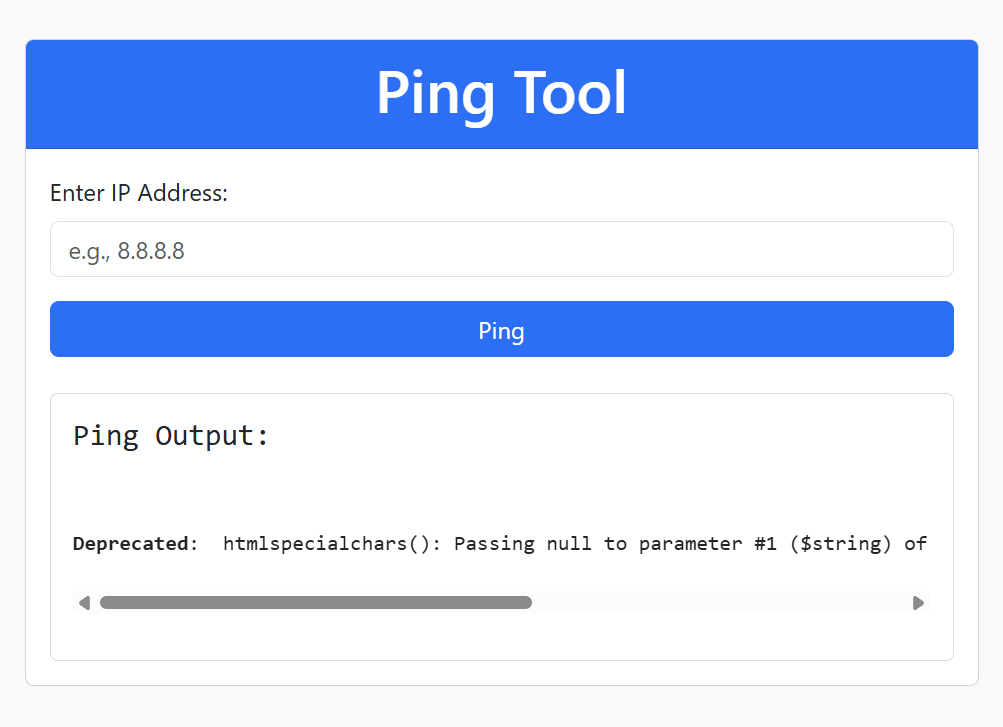 Ping Tool
Enter IP Address:
e.g., 8.8.8.8
Ping
Ping Output:
Deprecated:  htmlspecialchars(): Passing null to parameter #1 ($string) of